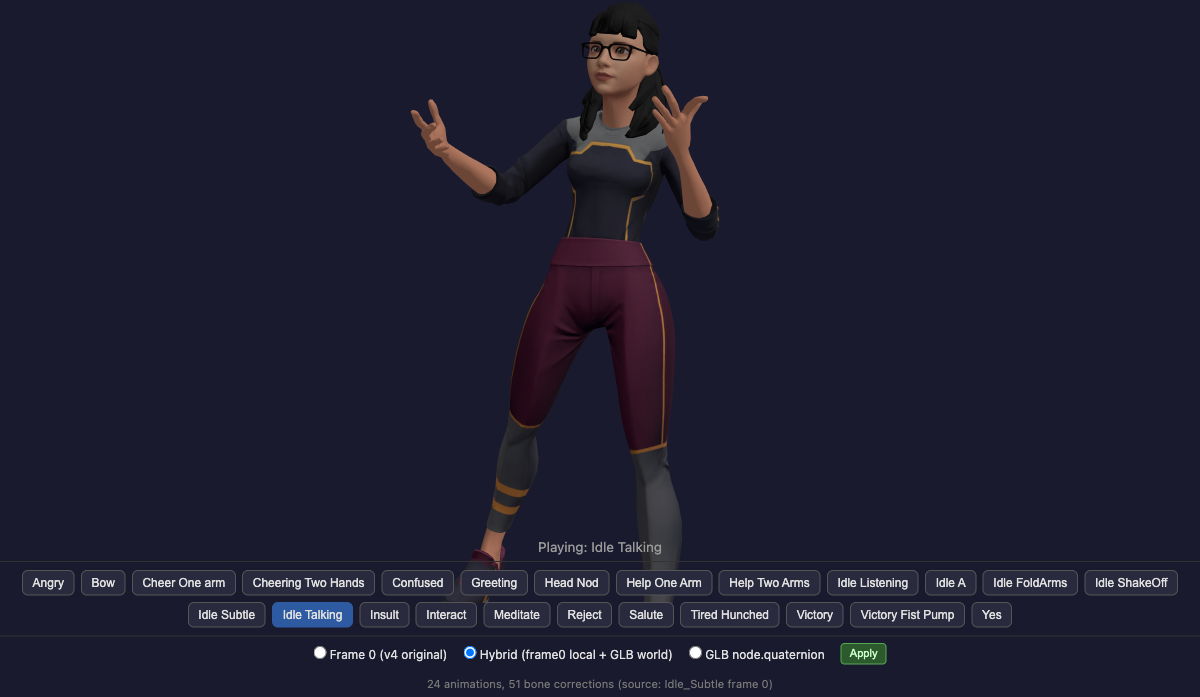 Playing: Idle Talking
Angry Bow Cheer One arm Cheering Two Hands Confused Greeting Head Nod Help One Arm Help Two Arms Idle Listening Idle A Idle FoldArms Idle ShakeOff
Idle Subtle Idle Talking Insult Interact Meditate Reject Salute Tired Hunched Victory Victory Fist Pump Yes
Frame 0 (v4 original) Hybrid (frame0 local + GLB world) GLB node.quaternion Apply
24 animations, 51 bone corrections (source: Idle_Subtle frame 0)